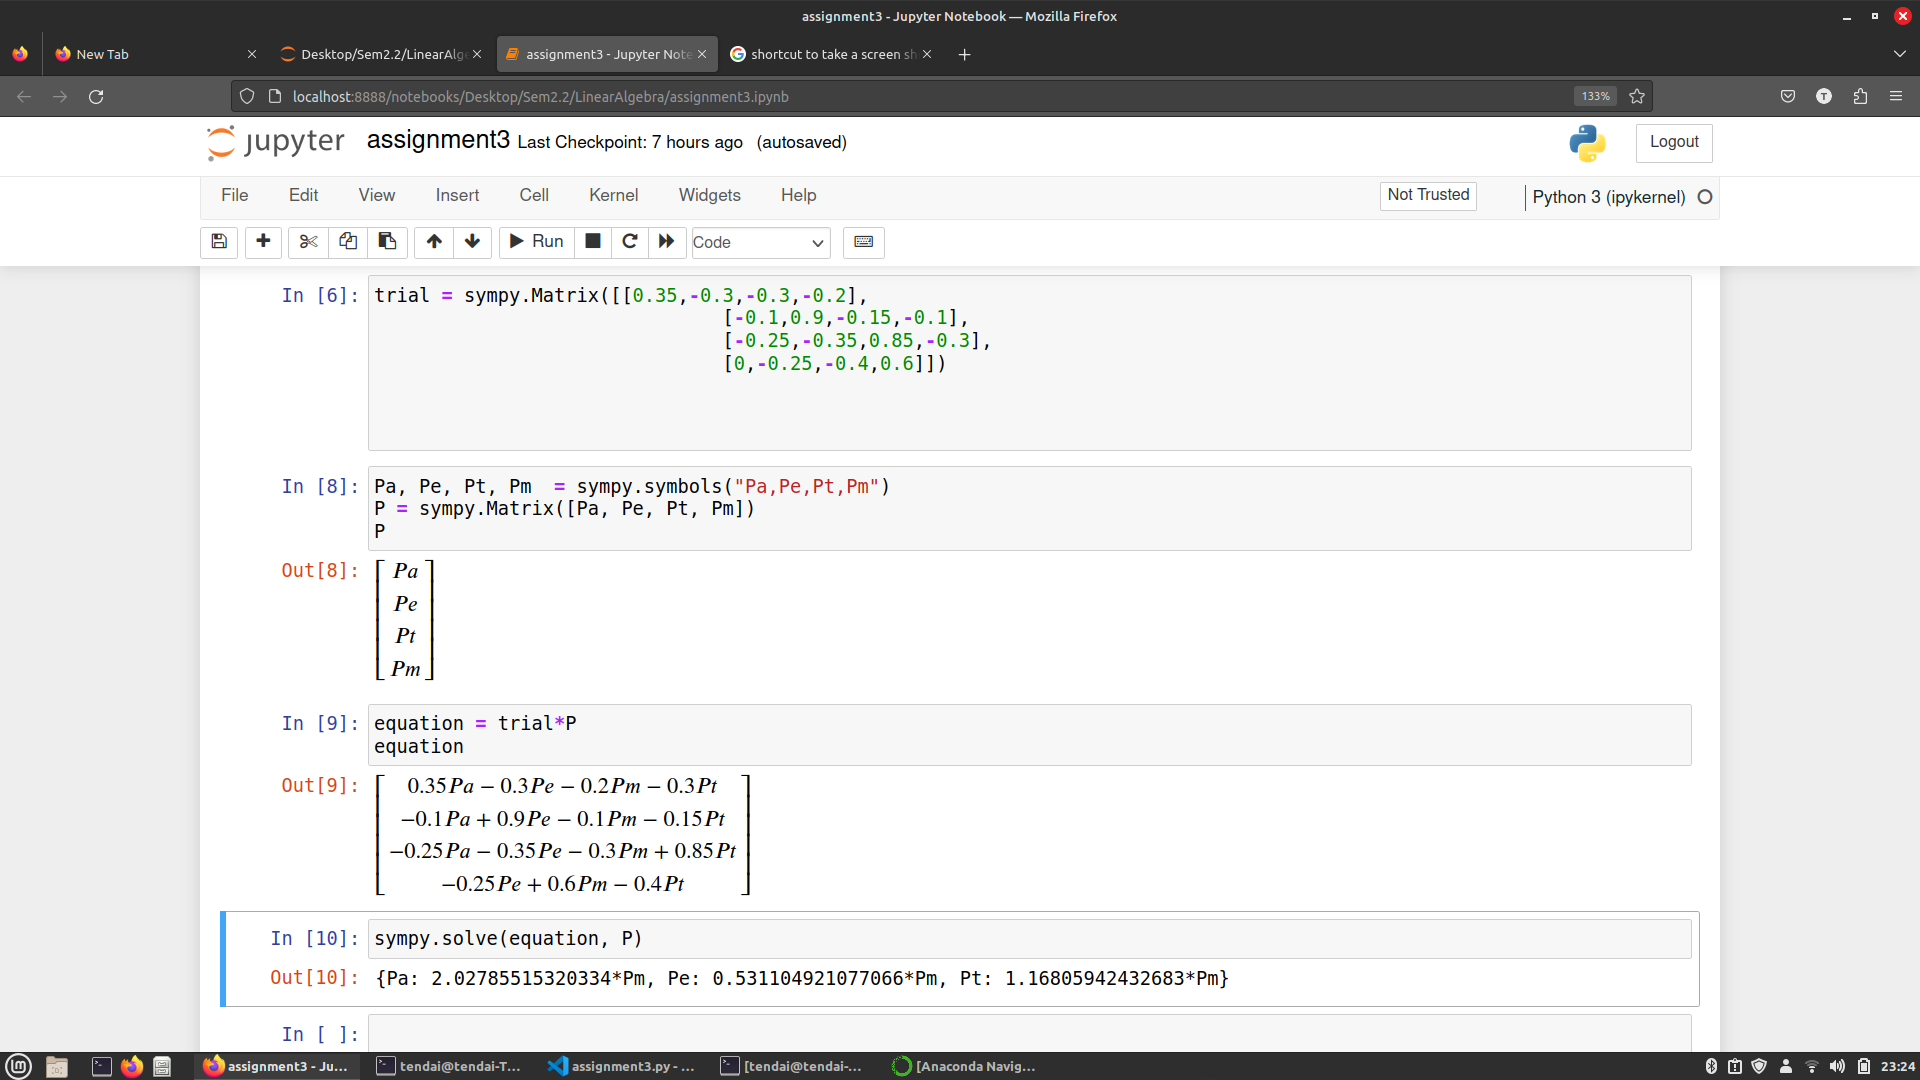 assignment3 - Jupyter Notebook — Mozilla Firefox
New Tab
Desktop/Sem2.2/LinearAlg
assignment3 - Jupyter Note
shortcut to take a screen sh
localhost:8888/notebooks/Desktop/Sem2.2/LinearAlgebra/assignment3.ipynb
133%
T
jupyter assignment3 Last Checkpoint: 7 hours ago (autosaved)
Logout
File Edit View Insert Cell Kernel Widgets Help
Not Trusted
Python 3 (ipykernel)
Run
Code
In [6]: trial = sympy.Matrix([[0.35,-0.3,-0.3,-0.2],
[-0.1,0.9,-0.15,-0.1],
[-0.25,-0.35,0.85,-0.3],
[0,-0.25,-0.4,0.6]])
In [8]: Pa, Pe, Pt, Pm  = sympy.symbols("Pa,Pe,Pt,Pm")
P = sympy.Matrix([Pa, Pe, Pt, Pm])
P
Out[8]: Pa
Pe
Pt
Pm
In [9]: equation = trial*P
equation
Out[9]: 0.35Pa − 0.3Pe − 0.2Pm − 0.3Pt
−0.1Pa + 0.9Pe − 0.1Pm − 0.15Pt
−0.25Pa − 0.35Pe − 0.3Pm + 0.85Pt
−0.25Pe + 0.6Pm − 0.4Pt
In [10]: sympy.solve(equation, P)
Out[10]: {Pa: 2.02785515320334*Pm, Pe: 0.531104921077066*Pm, Pt: 1.16805942432683*Pm}
In [ ]:
assignment3 - Ju...
tendai@tendai-T...
assignment3.py - ...
[tendai@tendai-...
[Anaconda Navig...
23:24